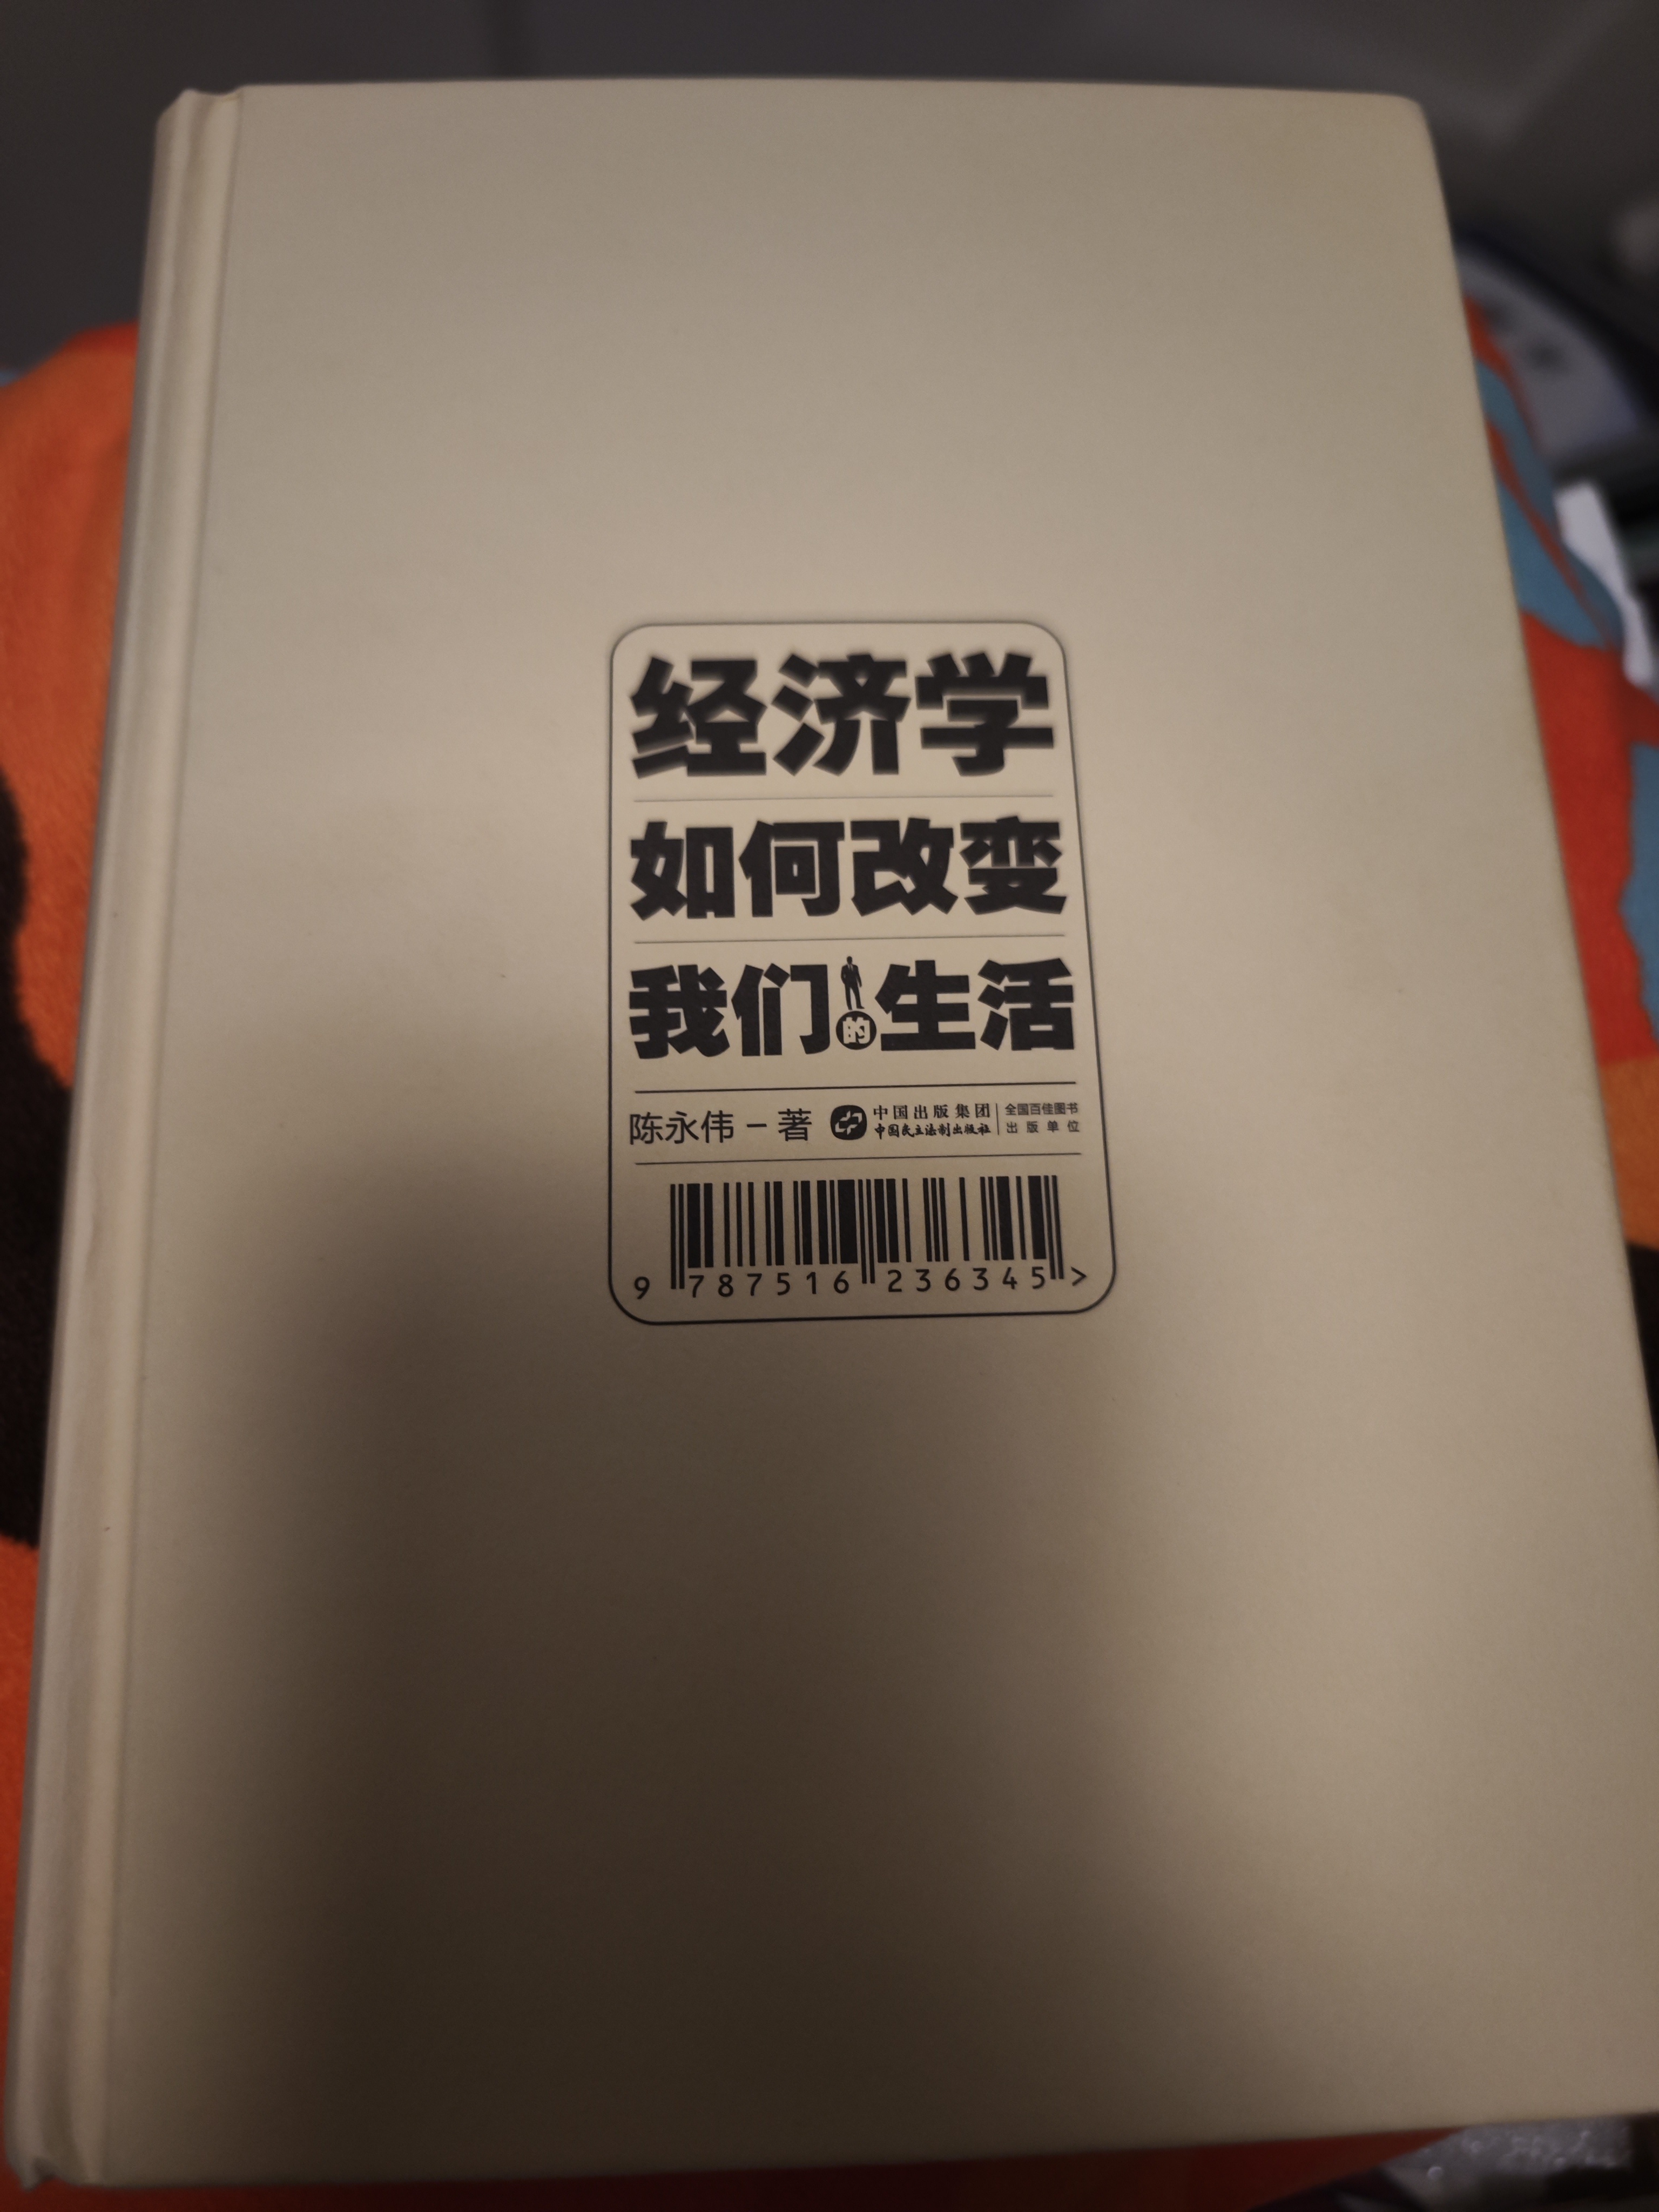 经济学
如何改变
我们的生活
陈永伟－著 中国出版集团 全国百佳图书
中国民主法制出版社 出版单位
9 787516 236345 >